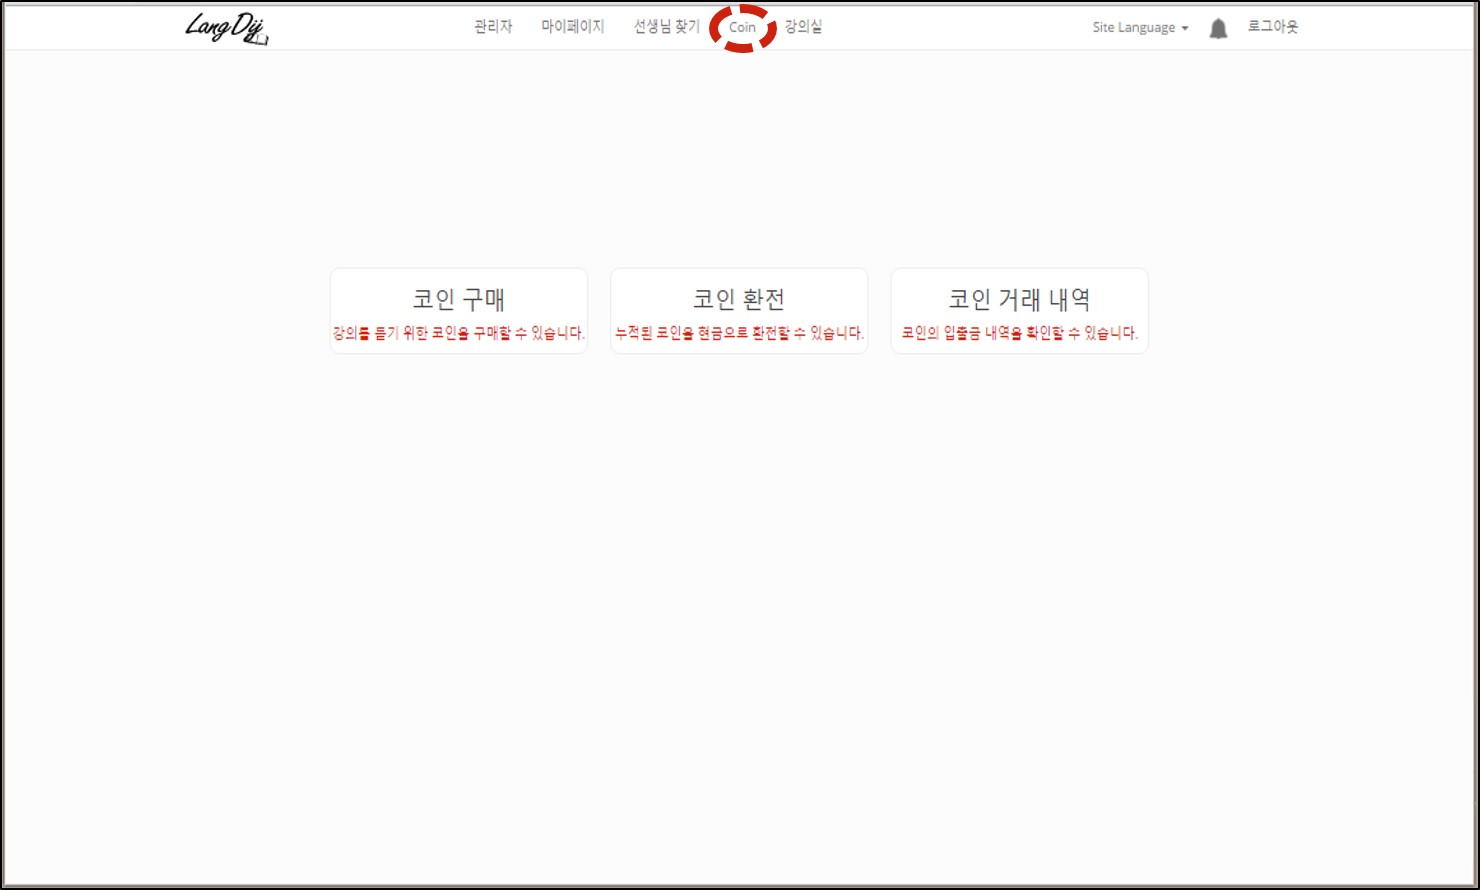 LangDij 관리자 마이페이지 선생님 찾기 Coin 강의실 Site Language 로그아웃
코인 구매
강의를 듣기 위한 코인을 구매할 수 있습니다.
코인 환전
누적된 코인을 현금으로 환전할 수 있습니다.
코인 거래 내역
코인의 입출금 내역을 확인할 수 있습니다.